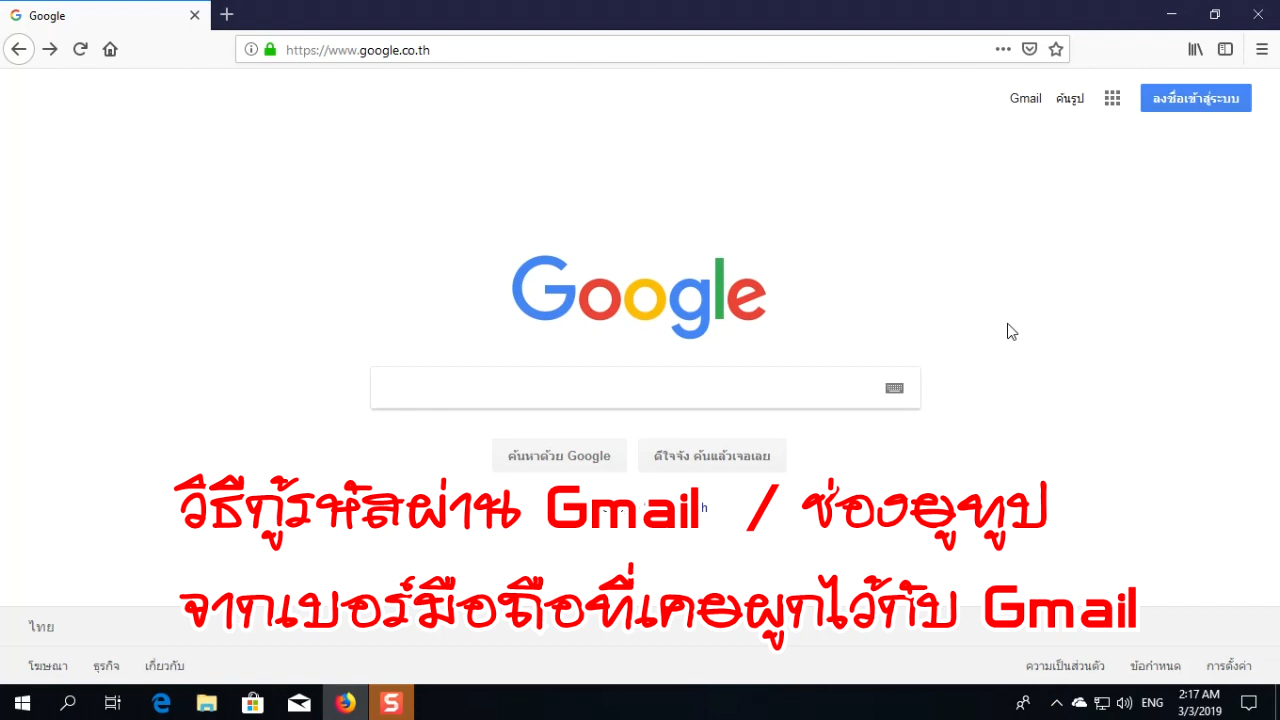 Google
https://www.google.co.th
Gmail ค้นรูป ลงชื่อเข้าสู่ระบบ
Google
ค้นหาด้วย Google ดีใจจัง ค้นแล้วเจอเลย
วิธีกู้รหัสผ่าน Gmail / ช่องยูทูป
จากเบอร์มือถือที่เคยผูกไว้กับ Gmail
ไทย
โฆษณา ธุรกิจ เกี่ยวกับ ความเป็นส่วนตัว ข้อกำหนด การตั้งค่า
S ENG 2:17 AM
3/3/2019